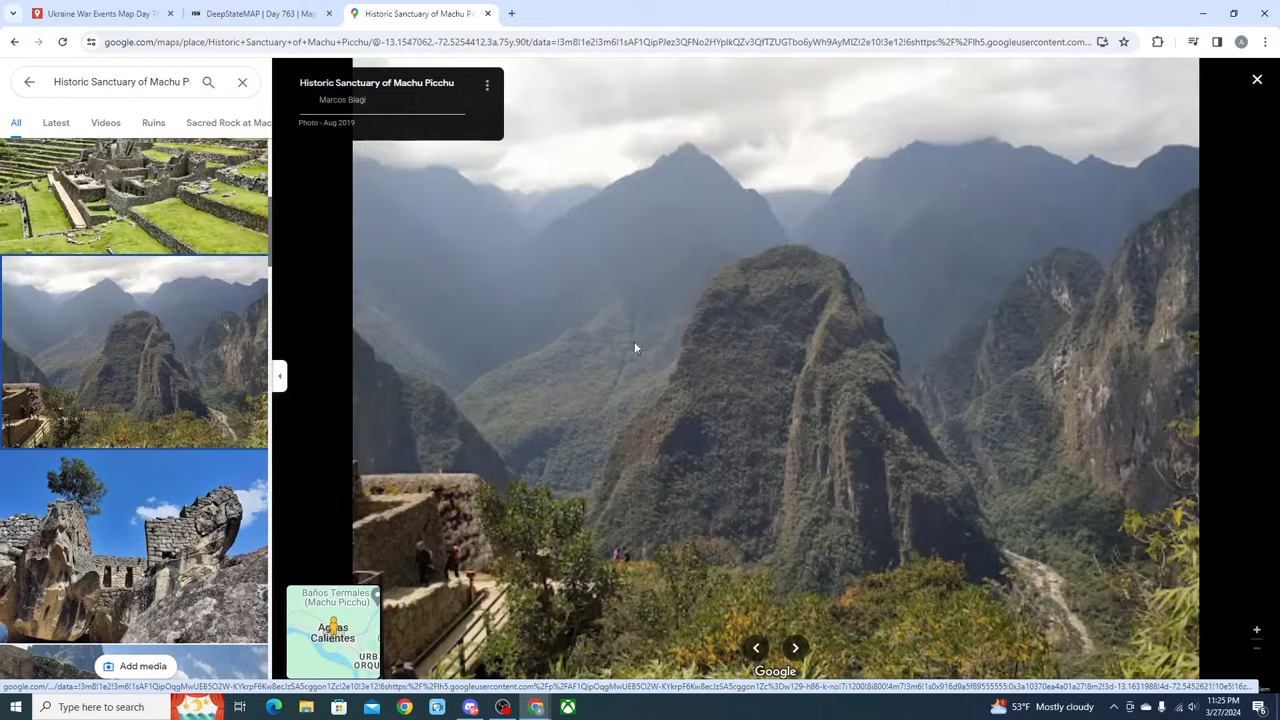 Ukraine War Events Map Day 7
DeepStateMAP | Day 763 | Map
Historic Sanctuary of Machu Picc
google.com/maps/place/Historic+Sanctuary+of+Machu+Picchu/@-13.1547062,-72.5254412,3a,75y,90t/data=
Historic Sanctuary of Machu P
All Latest Videos Ruins Sacred Rock at Mac
Historic Sanctuary of Machu Picchu
Marcos Biagi
Photo - Aug 2019
Baños Termales
(Machu Picchu)
Aguas
Calientes
URB
ORQU
Add media
Google
Type here to search
53°F Mostly cloudy
11:25 PM
3/27/2024